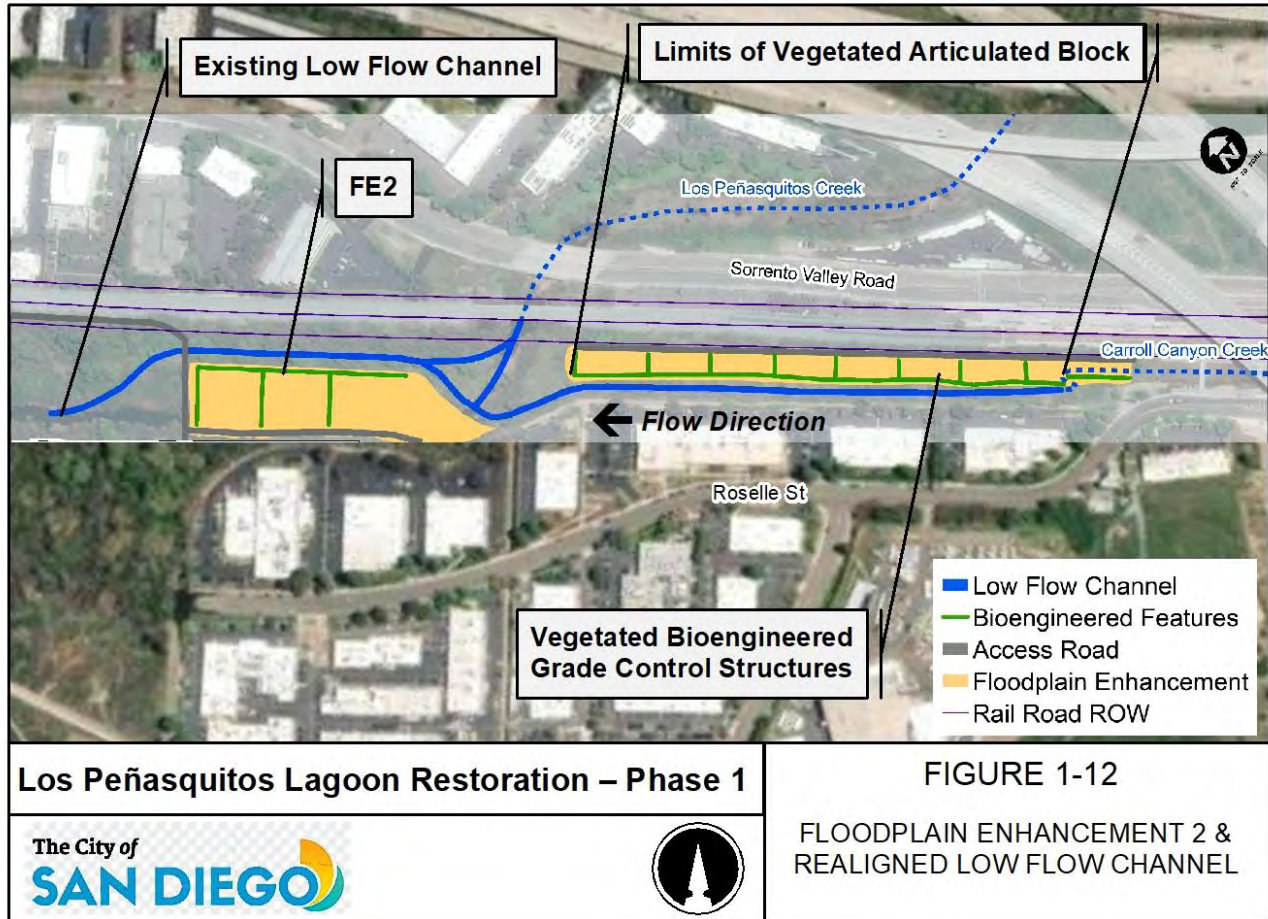 Existing Low Flow Channel
Limits of Vegetated Articulated Block
FE2
N
NOT TO SCALE
Los Peñasquitos Creek
Sorrento Valley Road
Carroll Canyon Creek
Flow Direction
Roselle St
Vegetated Bioengineered
Grade Control Structures
Low Flow Channel
Bioengineered Features
Access Road
Floodplain Enhancement
Rail Road ROW
Los Peñasquitos Lagoon Restoration – Phase 1
The City of
SAN DIEGO
FIGURE 1-12
FLOODPLAIN ENHANCEMENT 2 &
REALIGNED LOW FLOW CHANNEL